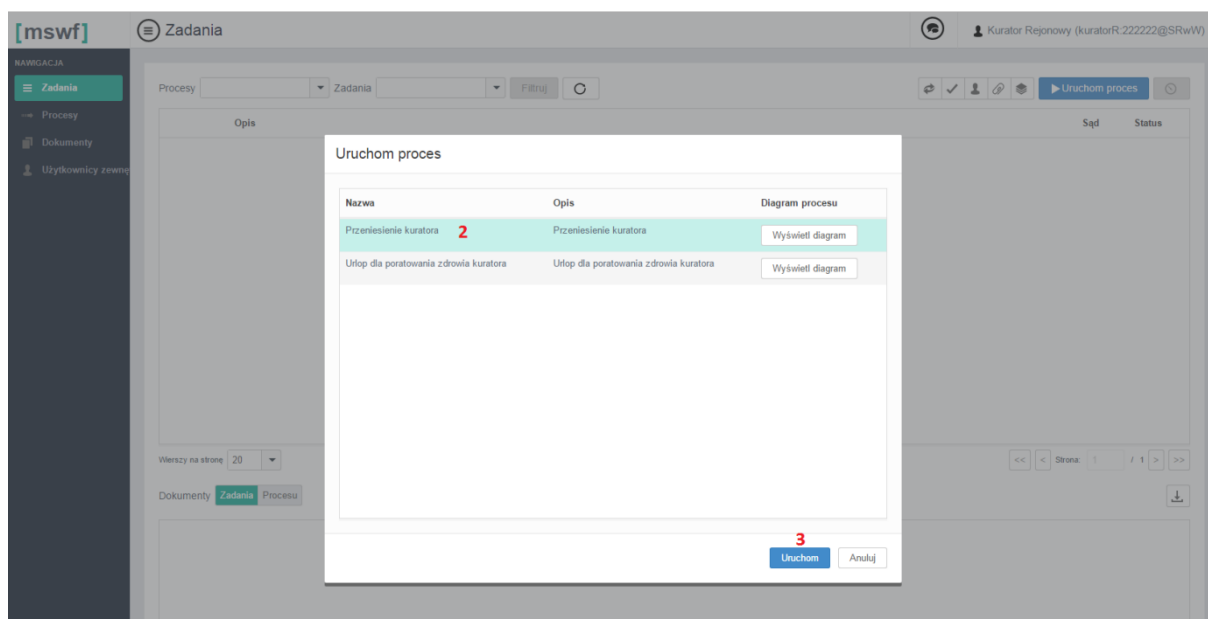 [mswf] Zadania Kurator Rejonowy (kuratorR:222222@SRwW)
NAWIGACJA
Zadania
Procesy
Dokumenty
Użytkownicy zewnę
Procesy Zadania Filtruj Uruchom proces
Opis Sąd Status
Uruchom proces
Nazwa Opis Diagram procesu
Przeniesienie kuratora 2 Przeniesienie kuratora Wyświetl diagram
Urlop dla poratowania zdrowia kuratora Urlop dla poratowania zdrowia kuratora Wyświetl diagram
Wierszy na stronę 20 << < Strona: 1 / 1 > >>
Dokumenty Zadania Procesu
3
Uruchom Anuluj